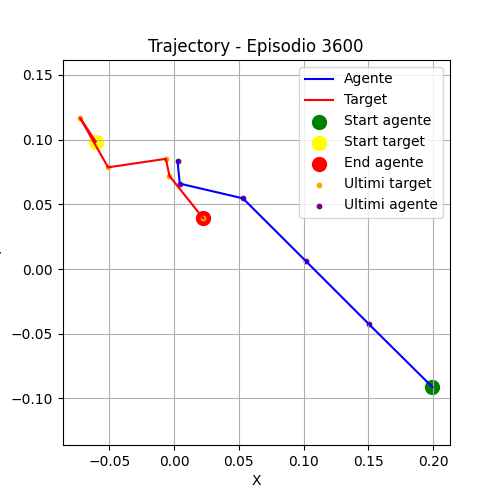 Trajectory - Episodio 3600
Agente
Target
Start agente
Start target
End agente
Ultimi target
Ultimi agente
0.15
0.10
0.05
0.00
−0.05
−0.10
−0.05
0.00
0.05
0.10
0.15
0.20
X